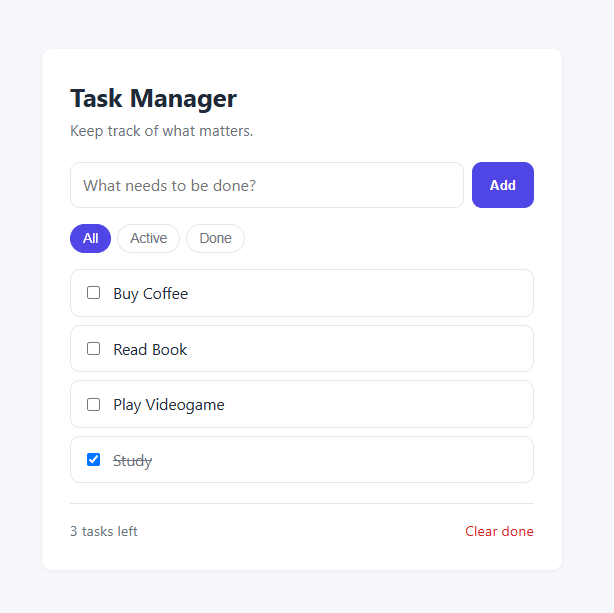 Task Manager
Keep track of what matters.
What needs to be done?
Add
All
Active
Done
Buy Coffee
Read Book
Play Videogame
Study
3 tasks left
Clear done